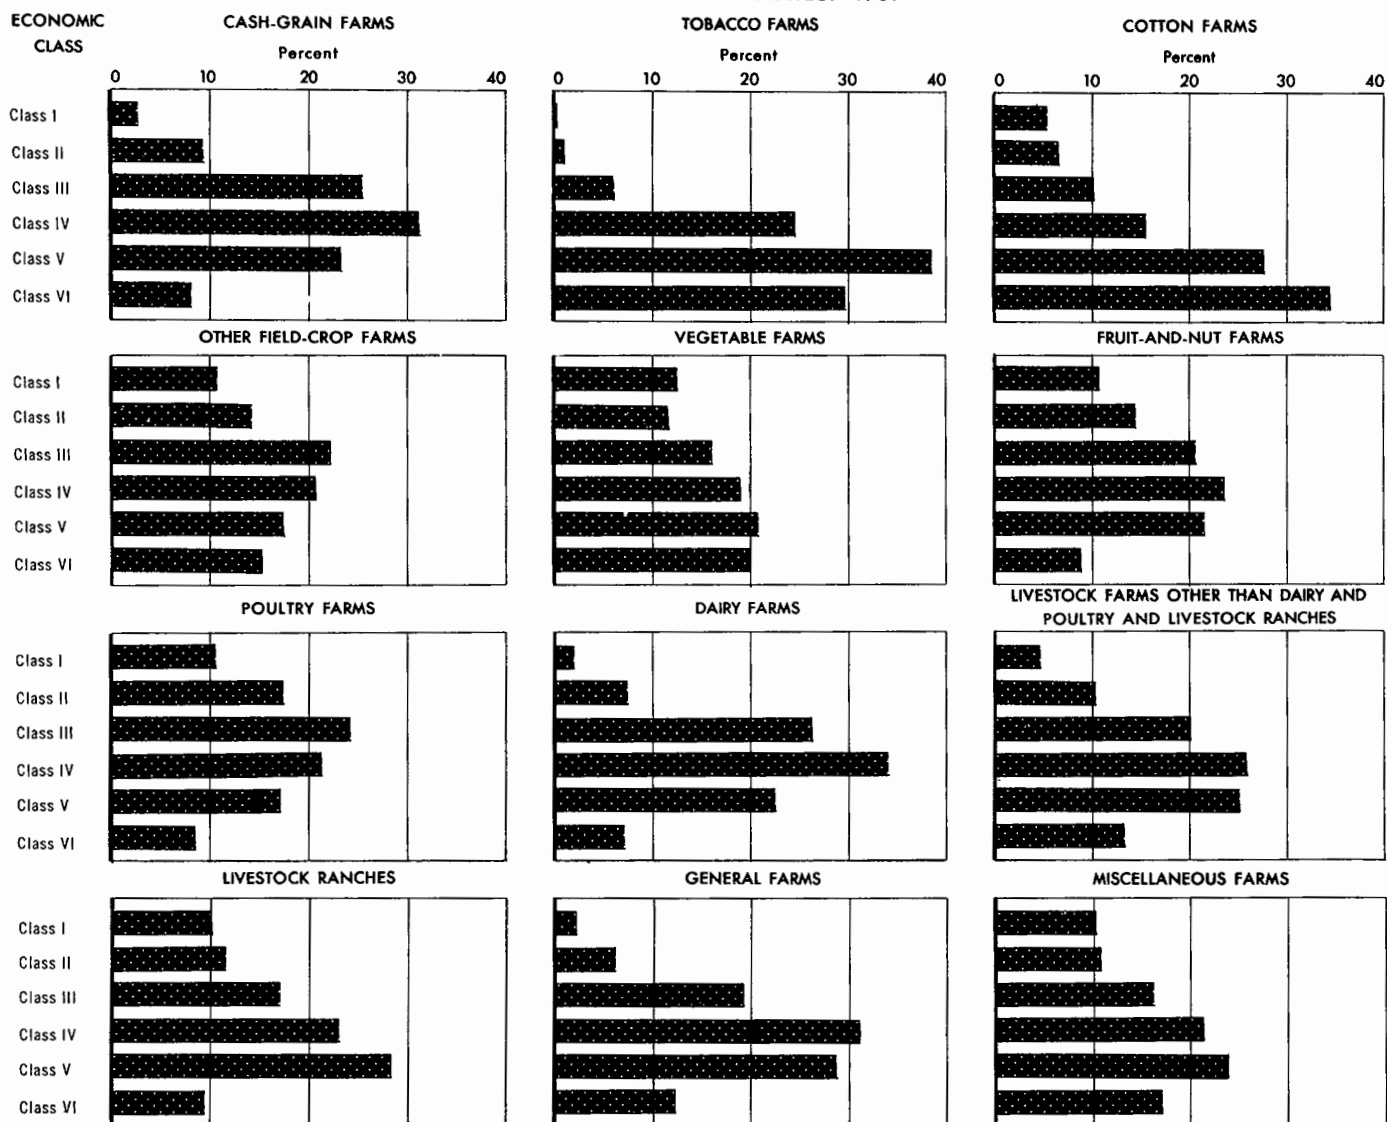 ECONOMIC CLASS
CASH-GRAIN FARMS
Percent
0 10 20 30 40
TOBACCO FARMS
Percent
0 10 20 30 40
COTTON FARMS
Percent
0 10 20 30 40
Class I
Class II
Class III
Class IV
Class V
Class VI
OTHER FIELD-CROP FARMS
VEGETABLE FARMS
FRUIT-AND-NUT FARMS
Class I
Class II
Class III
Class IV
Class V
Class VI
POULTRY FARMS
DAIRY FARMS
LIVESTOCK FARMS OTHER THAN DAIRY AND
POULTRY AND LIVESTOCK RANCHES
Class I
Class II
Class III
Class IV
Class V
Class VI
LIVESTOCK RANCHES
GENERAL FARMS
MISCELLANEOUS FARMS
Class I
Class II
Class III
Class IV
Class V
Class VI